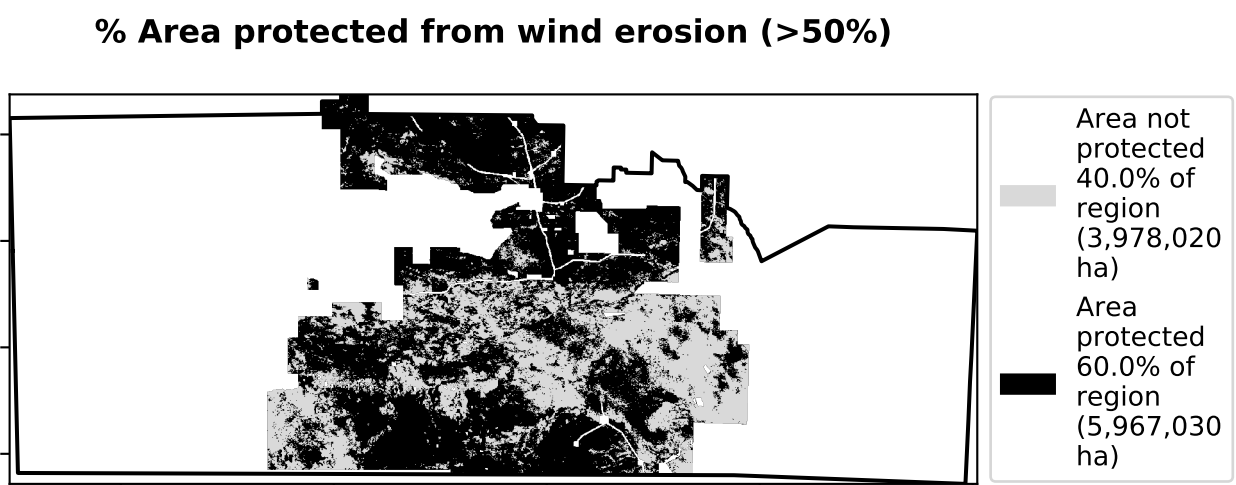 % Area protected from wind erosion (>50%)
Area not
protected
40.0% of
region
(3,978,020
ha)
Area
protected
60.0% of
region
(5,967,030
ha)